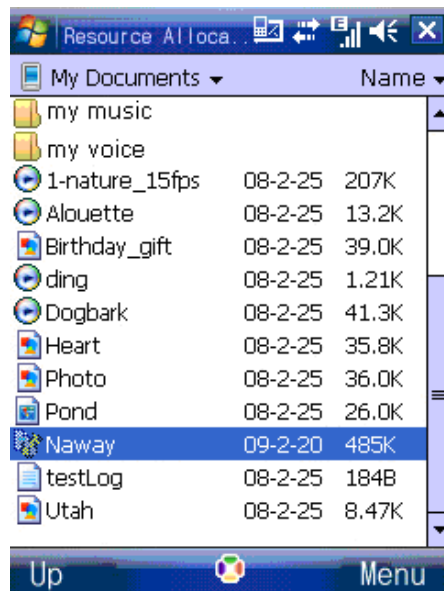 Resource Alloca..
My Documents Name
my music
my voice
1-nature_15fps 08-2-25 207K
Alouette 08-2-25 13.2K
Birthday_gift 08-2-25 39.0K
ding 08-2-25 1.21K
Dogbark 08-2-25 41.3K
Heart 08-2-25 35.8K
Photo 08-2-25 36.0K
Pond 08-2-25 26.0K
Naway 09-2-20 485K
testLog 08-2-25 184B
Utah 08-2-25 8.47K
Up Menu